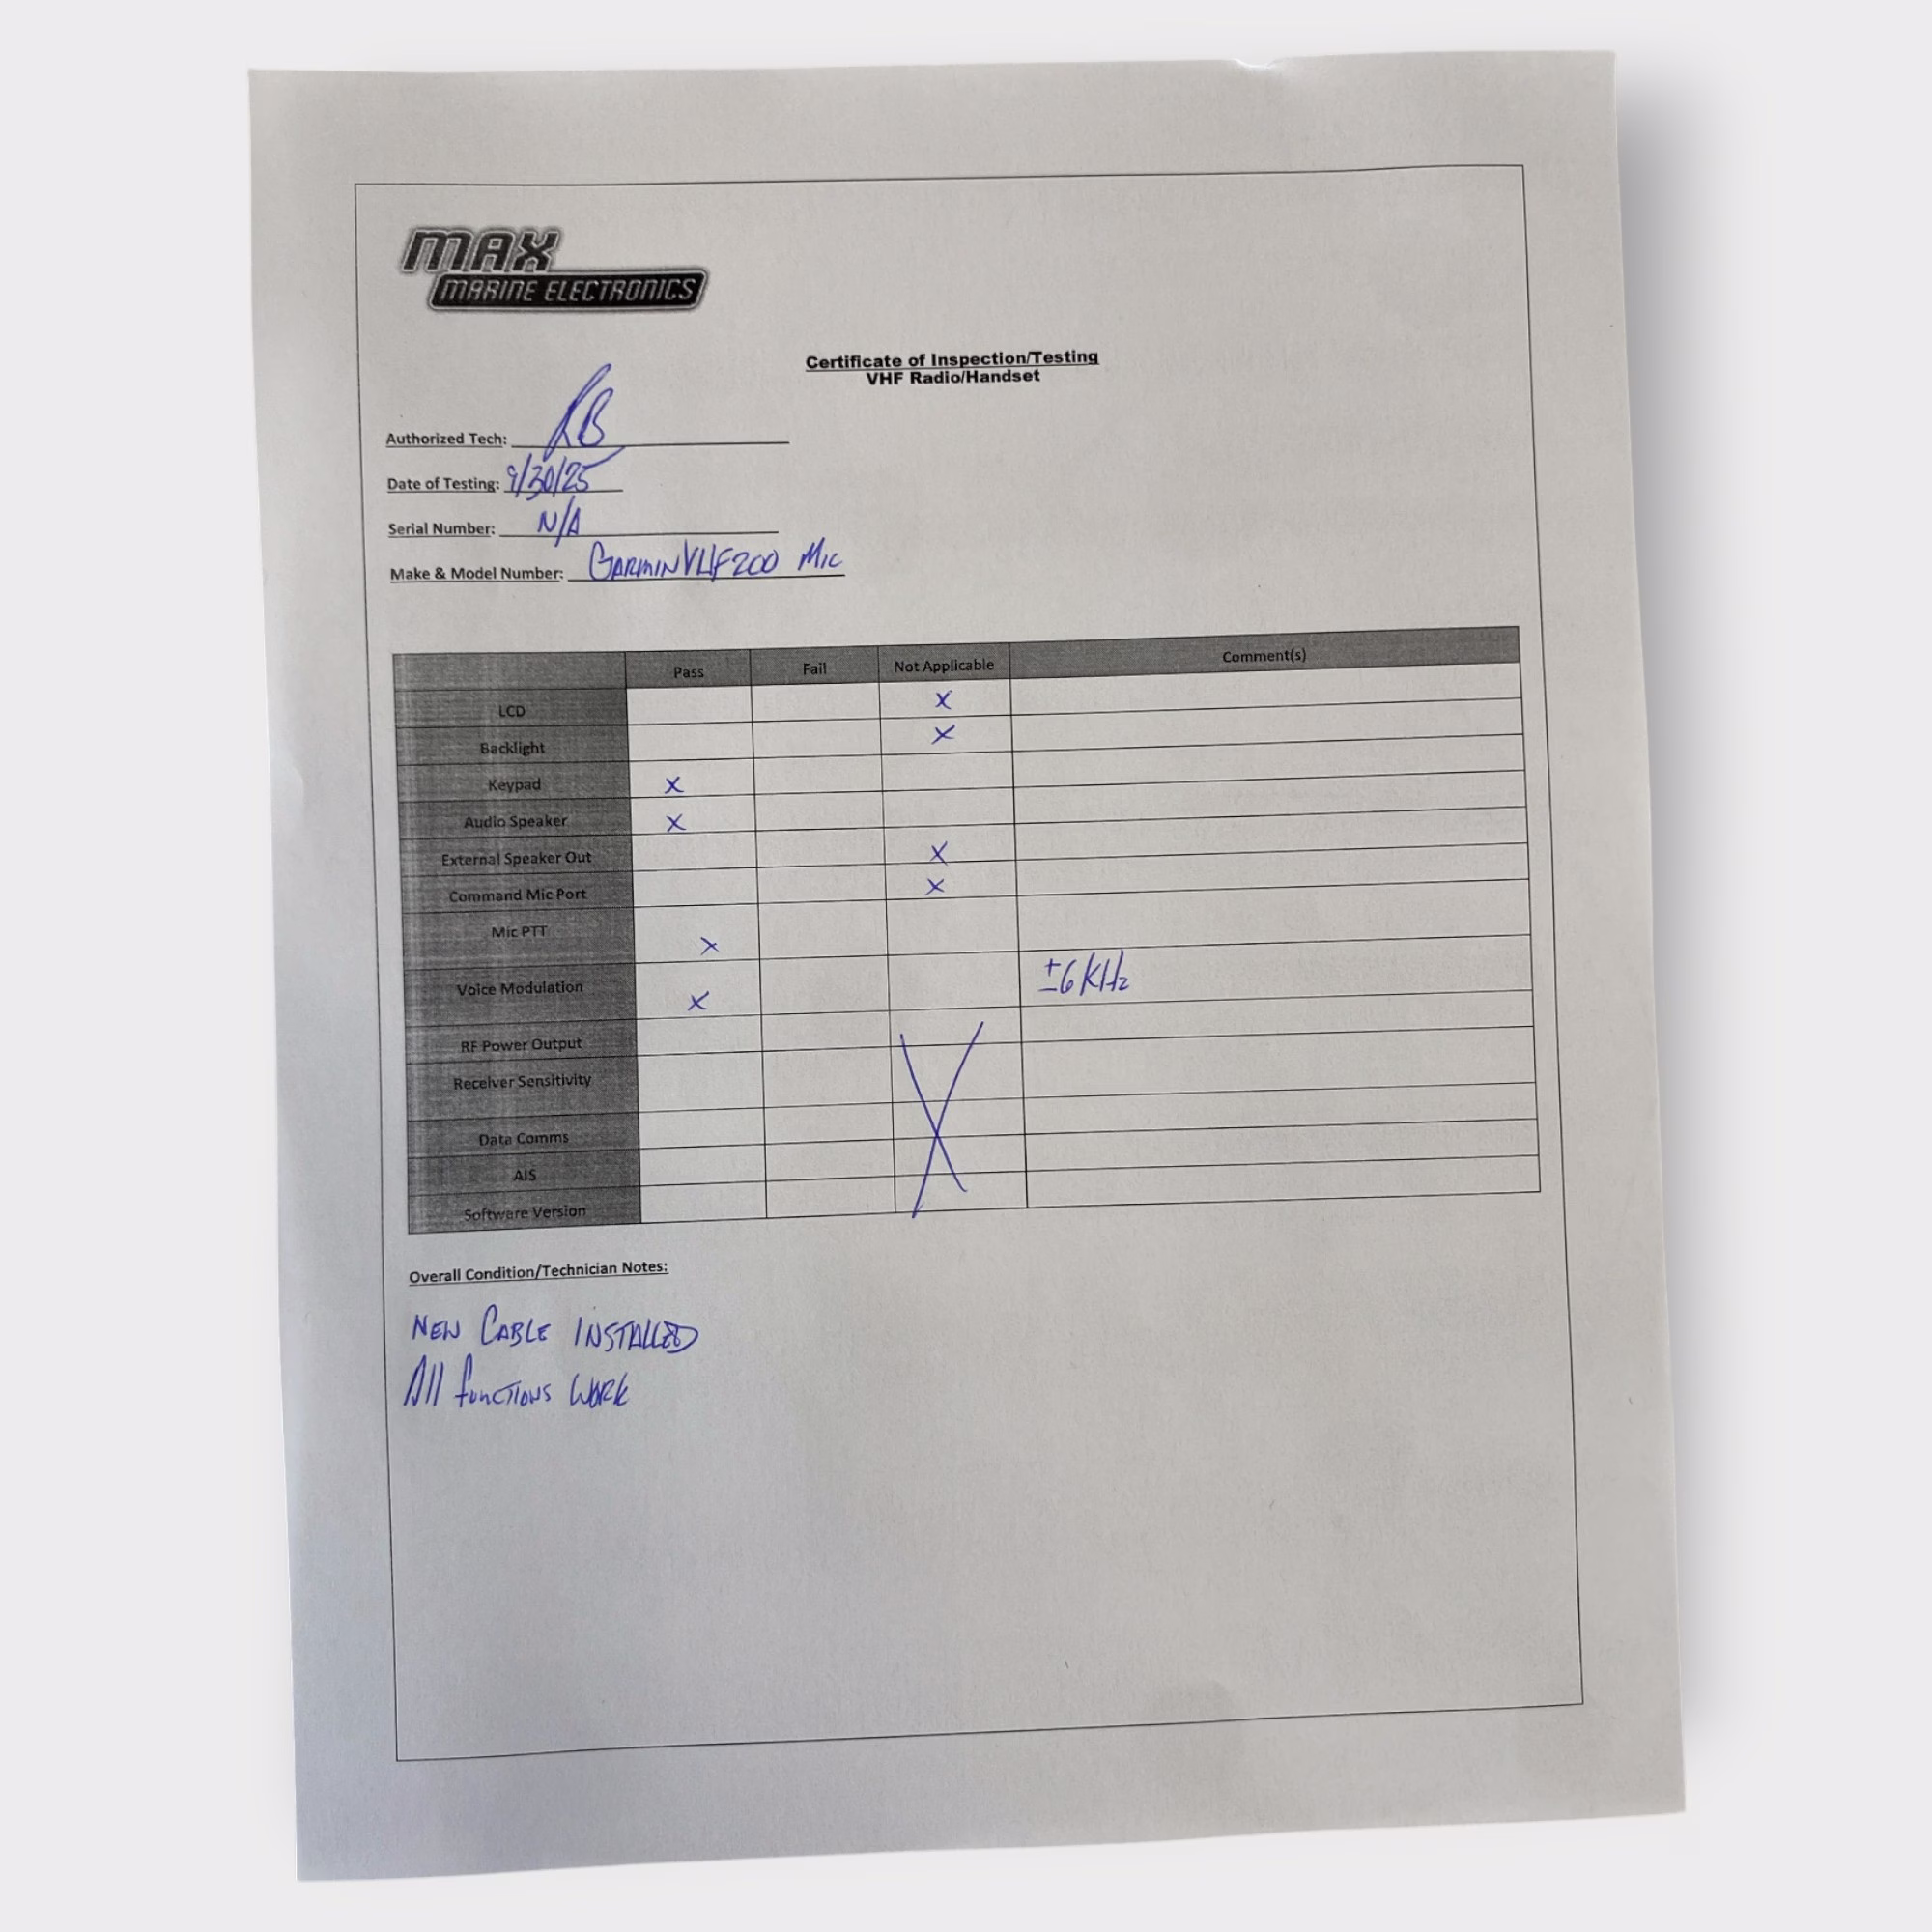 MAX
MARINE ELECTRONICS
Certificate of Inspection/Testing
VHF Radio/Handset
Authorized Tech: RB
Date of Testing: 9/30/25
Serial Number: N/A
Make & Model Number: GARMIN VHF200 MIC
Pass Fail Not Applicable Comment(s)
LCD X
Backlight X
Keypad X
Audio Speaker X
External Speaker Out X
Command Mic Port X
Mic PTT X
Voice Modulation X ±6KHz
RF Power Output X
Receiver Sensitivity
Data Comms
AIS
Software Version
Overall Condition/Technician Notes:
NEW CABLE INSTALLED
All functions WORK